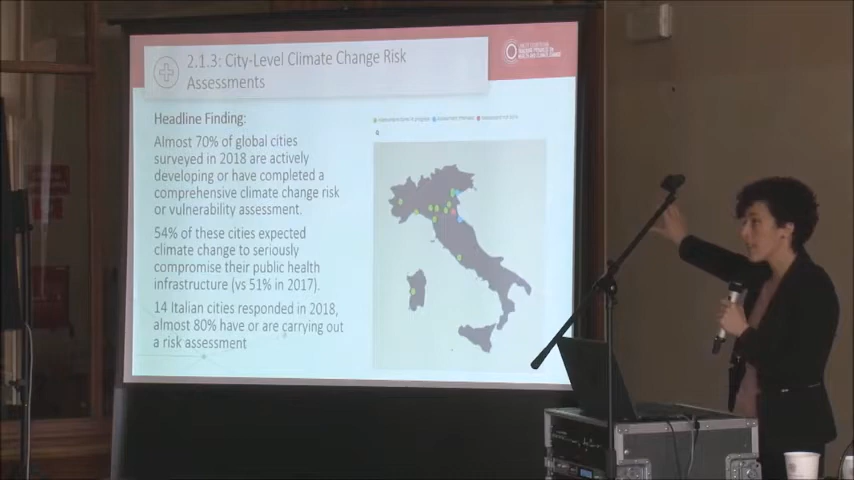 2.1.3: City-Level Climate Change Risk
Assessments
Headline Finding:
Almost 70% of global cities
surveyed in 2018 are actively
developing or have completed a
comprehensive climate change risk
or vulnerability assessment.
54% of these cities expected
climate change to seriously
compromise their public health
infrastructure (vs 51% in 2017).
14 Italian cities responded in 2018,
almost 80% have or are carrying out
a risk assessment